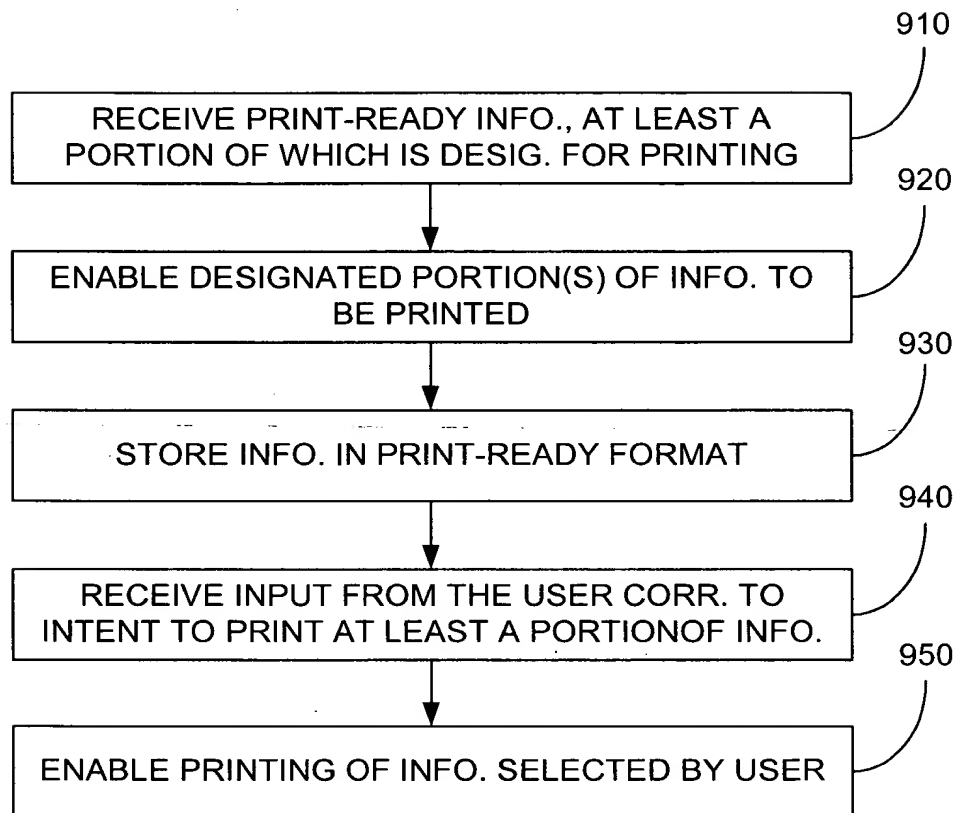 910
RECEIVE PRINT-READY INFO., AT LEAST A
PORTION OF WHICH IS DESIG. FOR PRINTING
920
ENABLE DESIGNATED PORTION(S) OF INFO. TO
BE PRINTED
930
STORE INFO. IN PRINT-READY FORMAT
940
RECEIVE INPUT FROM THE USER CORR. TO
INTENT TO PRINT AT LEAST A PORTIONOF INFO.
950
ENABLE PRINTING OF INFO. SELECTED BY USER